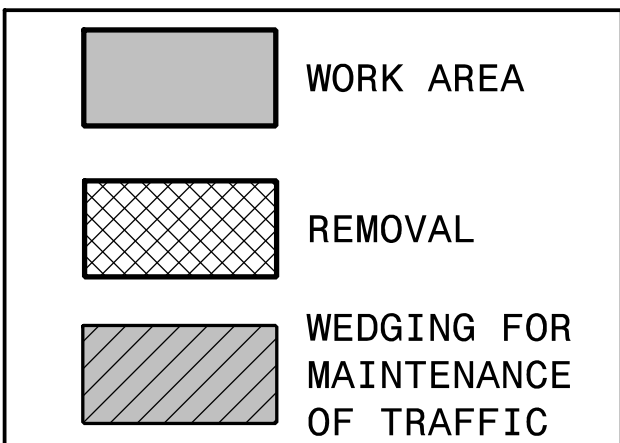 WORK AREA
REMOVAL
WEDGING FOR
MAINTENANCE
OF TRAFFIC